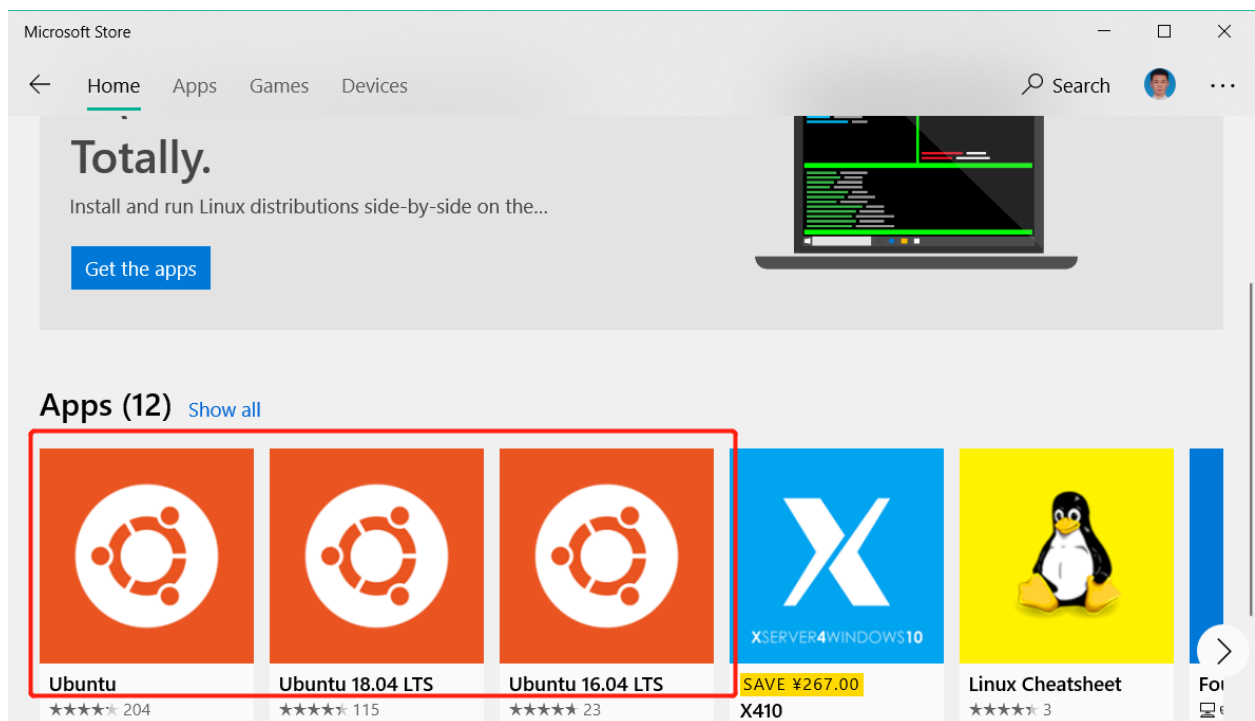 Microsoft Store
Home Apps Games Devices Search
Totally.
Install and run Linux distributions side-by-side on the...
Get the apps
Apps (12) Show all
XSERVER4WINDOWS10
Ubuntu Ubuntu 18.04 LTS Ubuntu 16.04 LTS SAVE ¥267.00 Linux Cheatsheet
204 115 23 X410 3